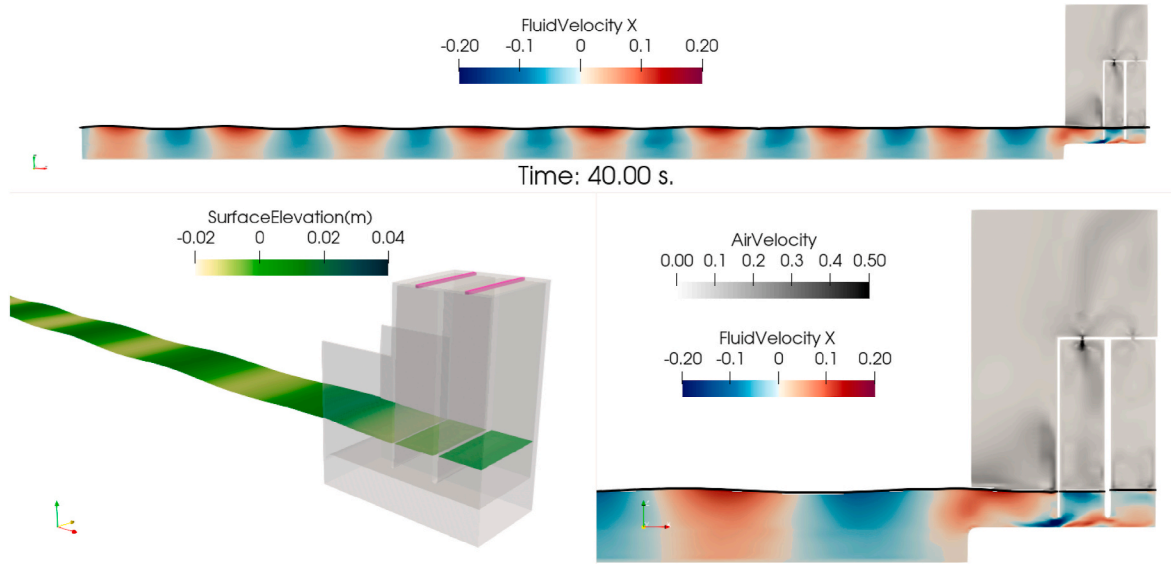 FluidVelocity X
-0.20 -0.1 0 0.1 0.20
Time: 40.00 s.
SurfaceElevation(m)
-0.02 0 0.02 0.04
AirVelocity
0.00 0.1 0.2 0.3 0.4 0.50
FluidVelocity X
-0.20 -0.1 0 0.1 0.20